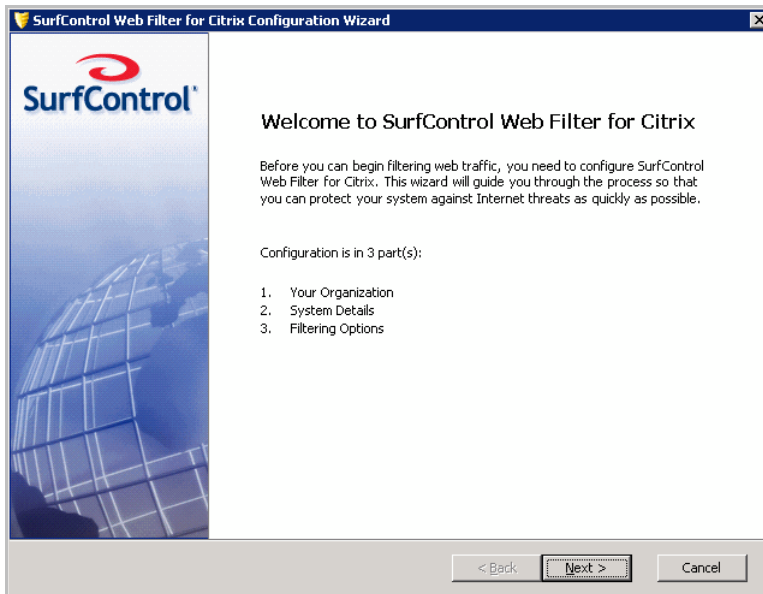 SurfControl Web Filter for Citrix Configuration Wizard
SurfControl
Welcome to SurfControl Web Filter for Citrix
Before you can begin filtering web traffic, you need to configure SurfControl
Web Filter for Citrix. This wizard will guide you through the process so that
you can protect your system against Internet threats as quickly as possible.
Configuration is in 3 part(s):
1. Your Organization
2. System Details
3. Filtering Options
< Back Next > Cancel